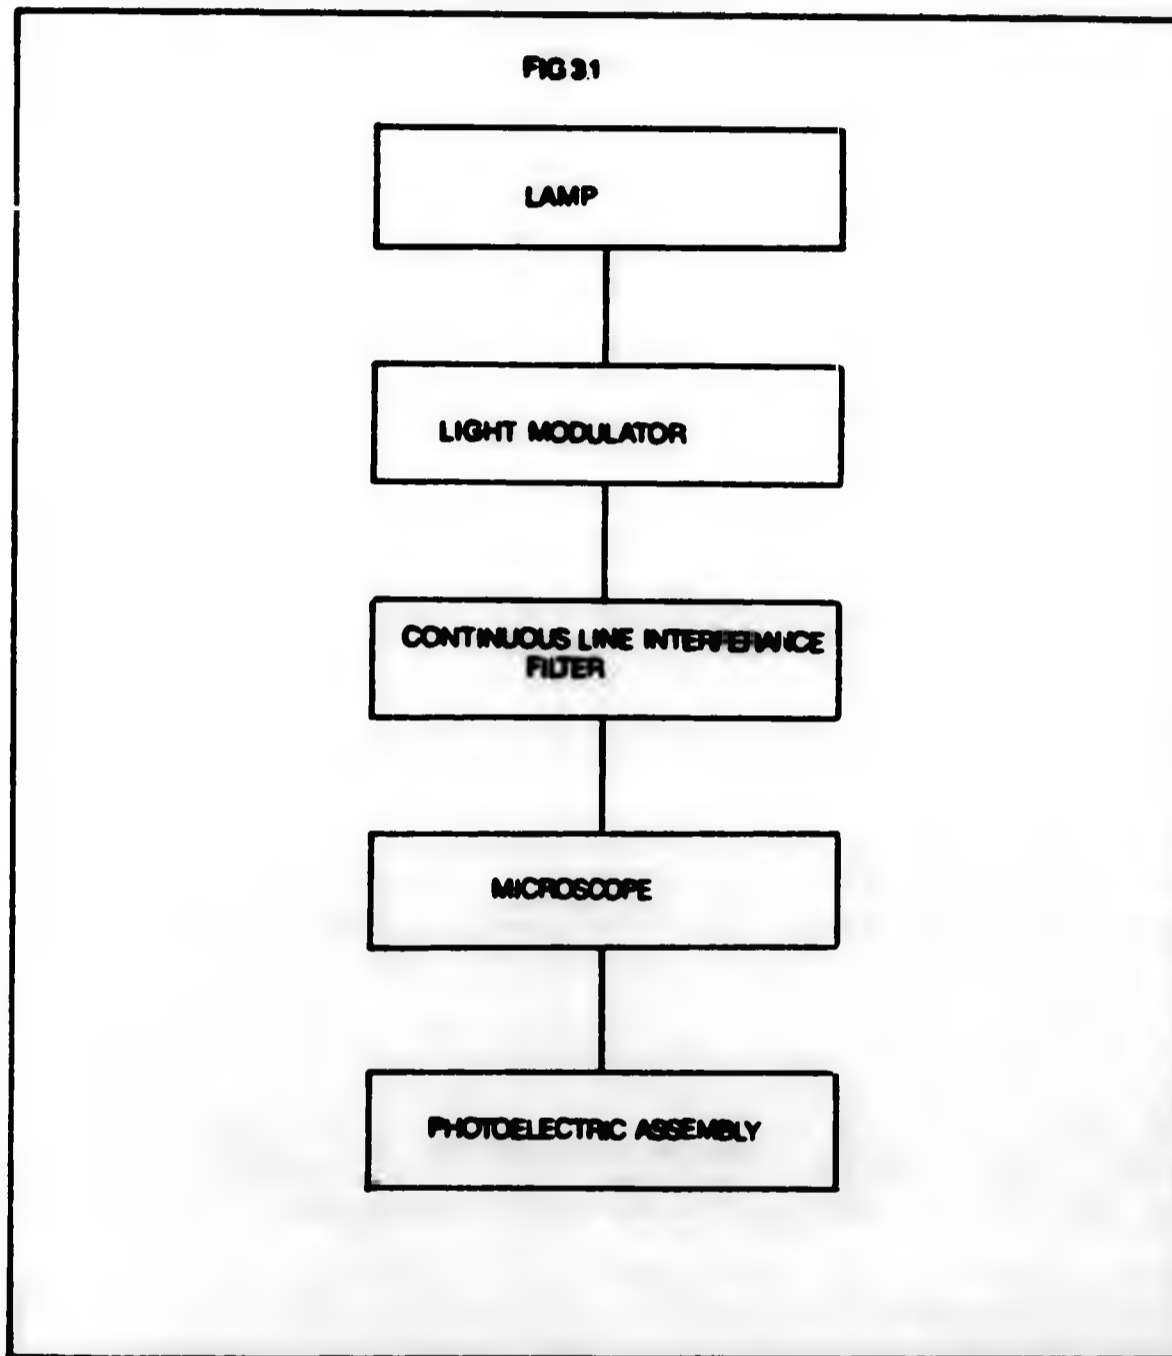 FIG 3.1
LAMP
LIGHT MODULATOR
CONTINUOUS LINE INTERFERANCE
FILTER
MICROSCOPE
PHOTOELECTRIC ASSEMBLY